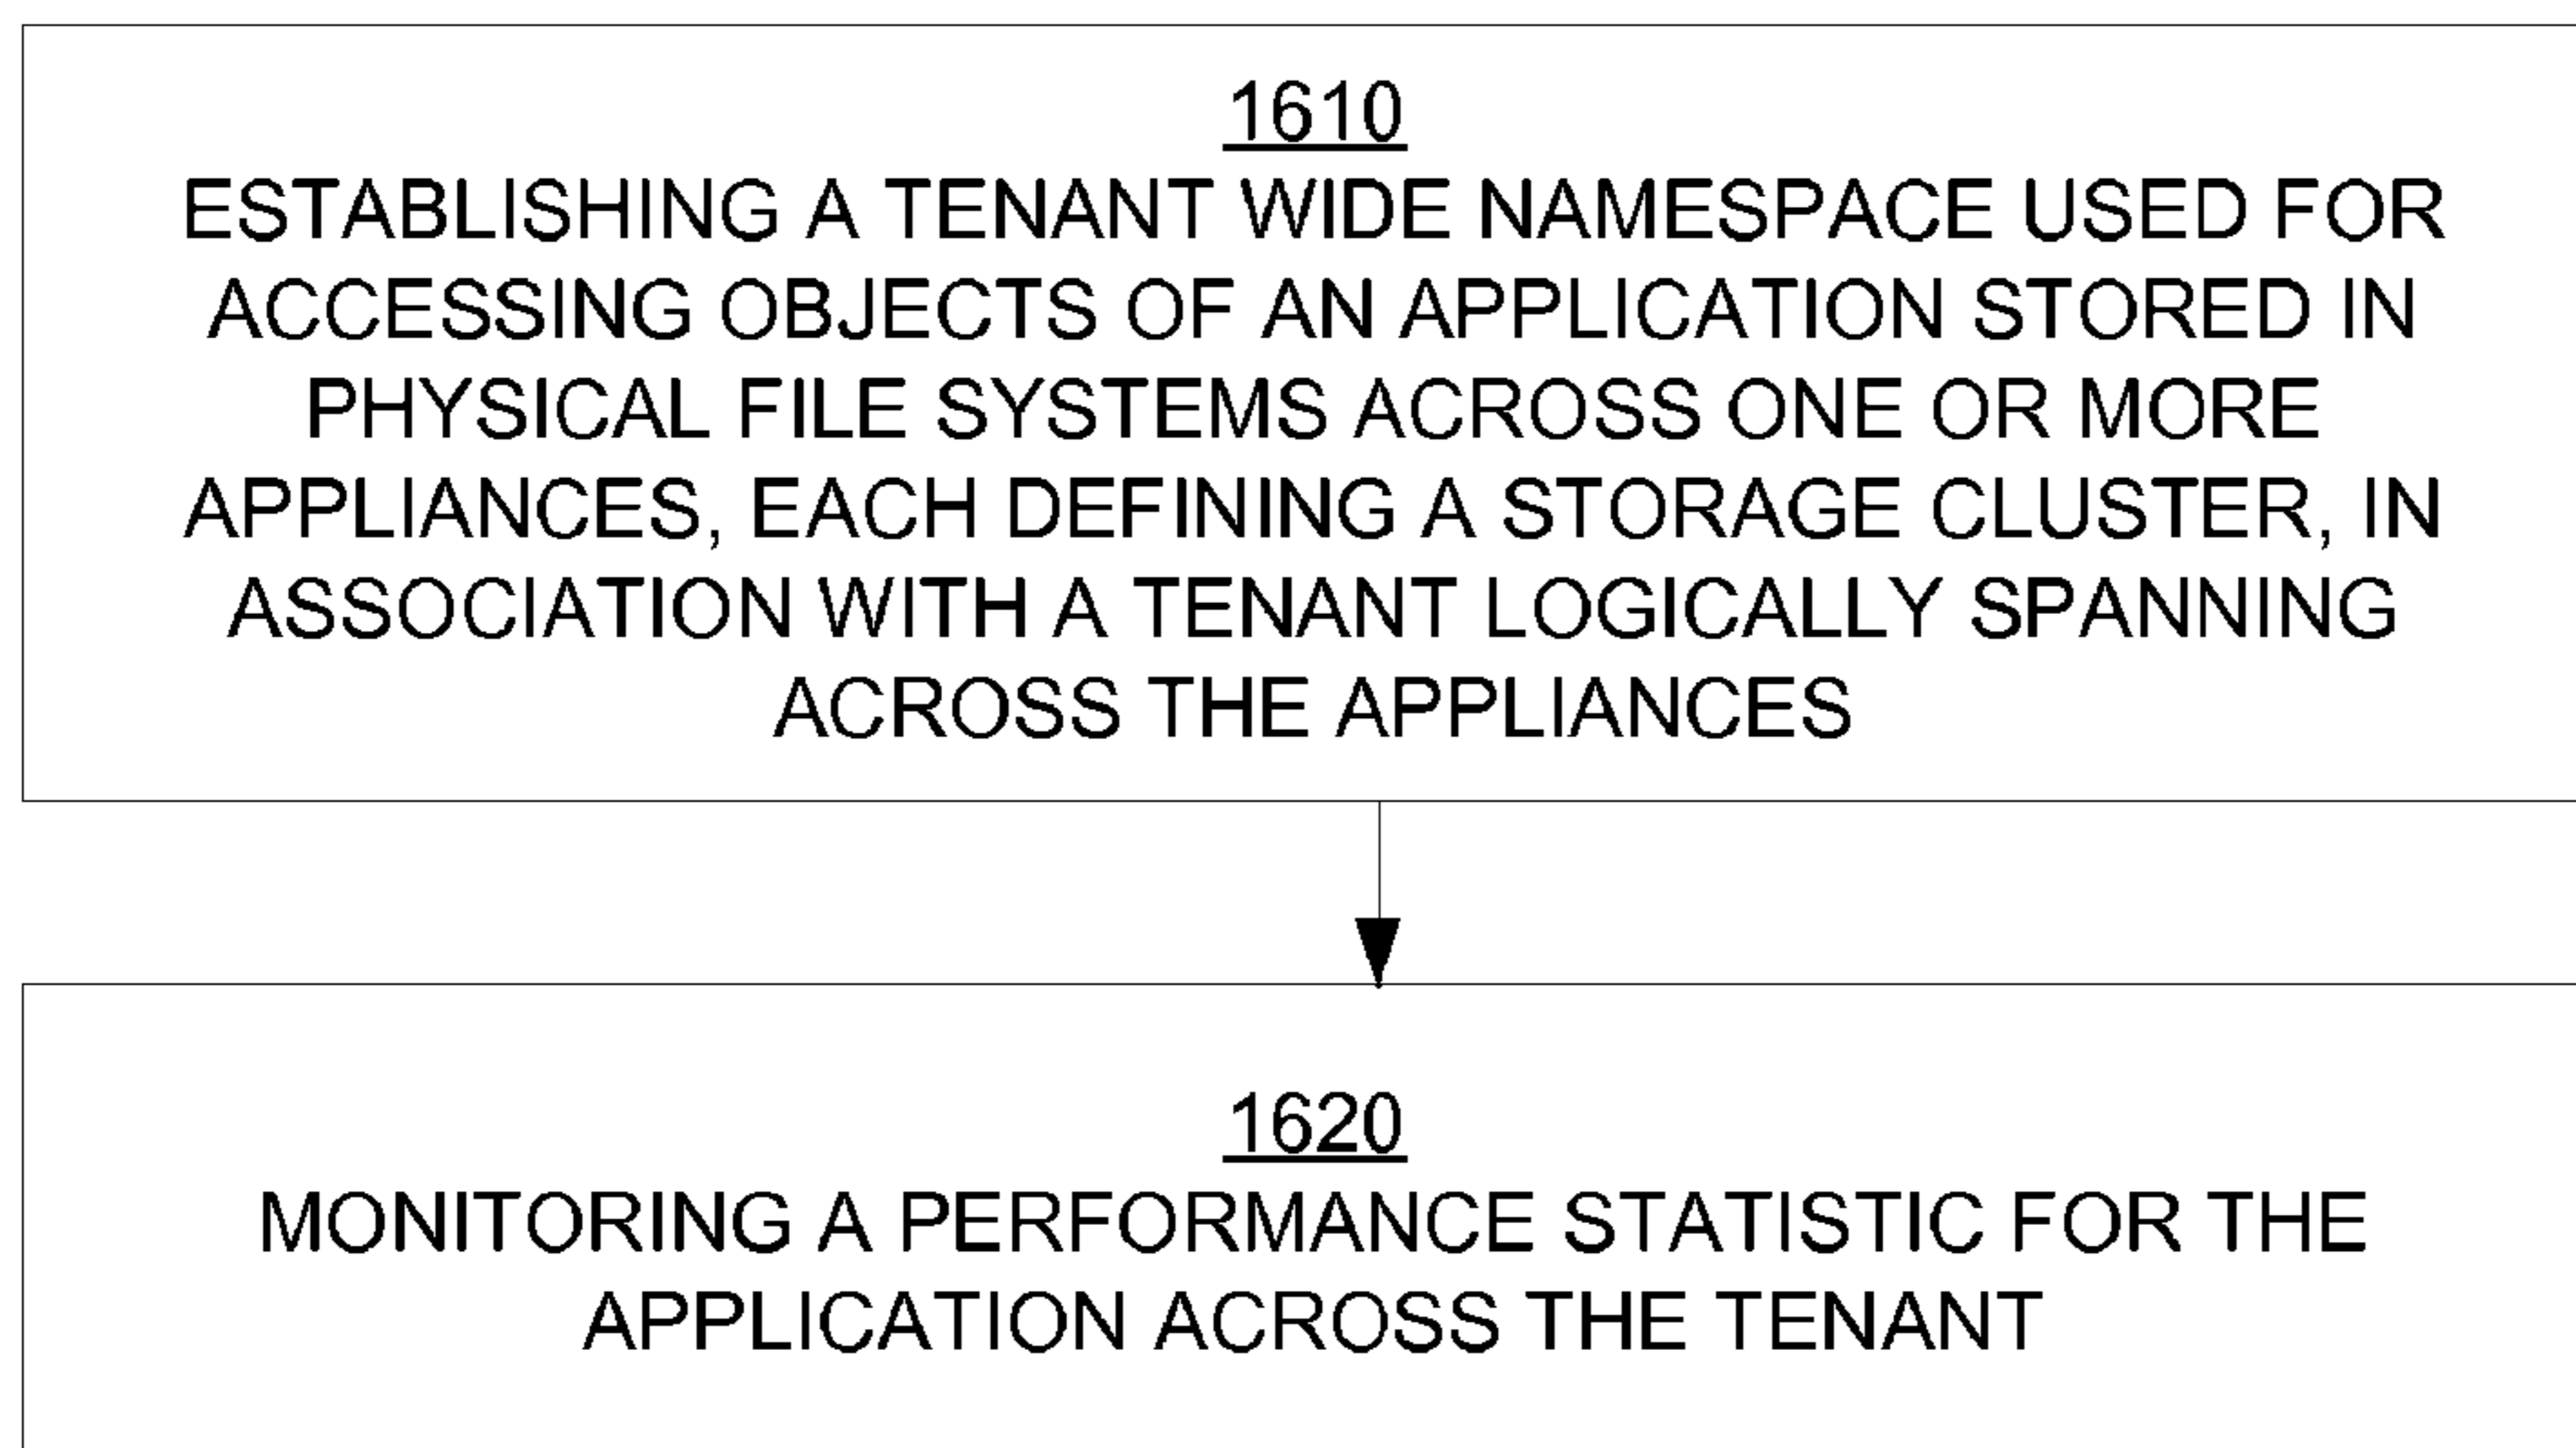 1610
ESTABLISHING A TENANT WIDE NAMESPACE USED FOR
ACCESSING OBJECTS OF AN APPLICATION STORED IN
PHYSICAL FILE SYSTEMS ACROSS ONE OR MORE
APPLIANCES, EACH DEFINING A STORAGE CLUSTER, IN
ASSOCIATION WITH A TENANT LOGICALLY SPANNING
ACROSS THE APPLIANCES
1620
MONITORING A PERFORMANCE STATISTIC FOR THE
APPLICATION ACROSS THE TENANT